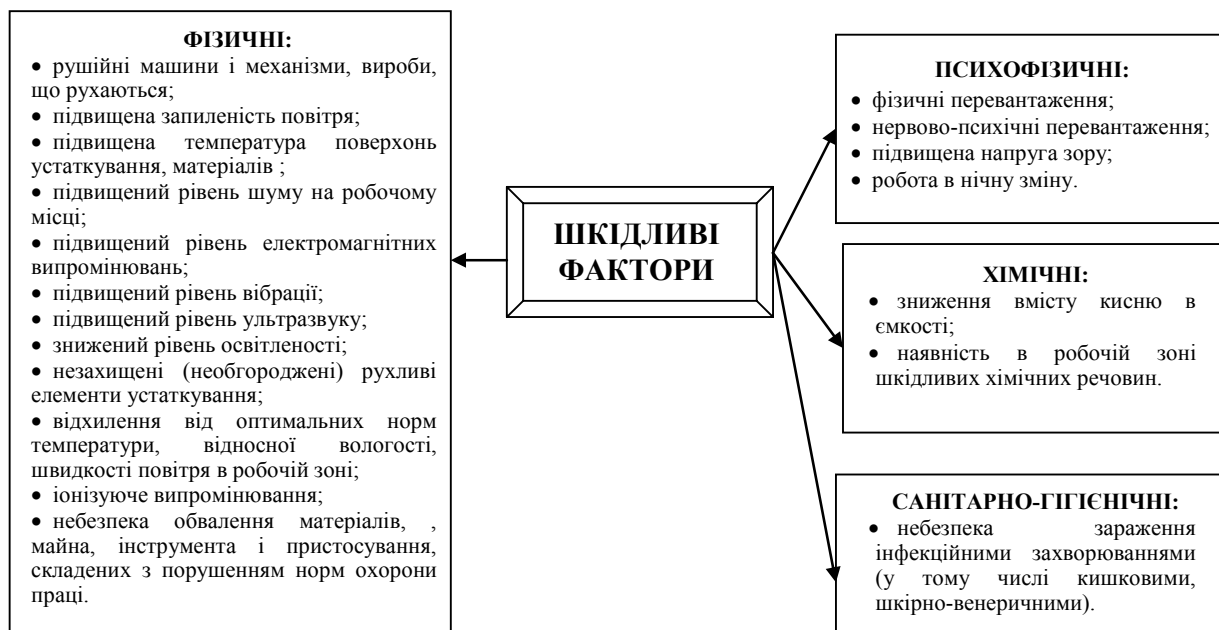 ФІЗИЧНІ:
• рушійні машини і механізми, вироби,
що рухаються;
• підвищена запиленість повітря;
• підвищена температура поверхонь
устаткування, матеріалів ;
• підвищений рівень шуму на робочому
місці;
• підвищений рівень електромагнітних
випромінювань;
• підвищений рівень вібрації;
• підвищений рівень ультразвуку;
• знижений рівень освітленості;
• незахищені (необгороджені) рухливі
елементи устаткування;
• відхилення від оптимальних норм
температури, відносної вологості,
швидкості повітря в робочій зоні;
• іонізуюче випромінювання;
• небезпека обвалення матеріалів, ,
майна, інструмента і пристосування,
складених з порушенням норм охорони
праці.
ШКІДЛИВІ
ФАКТОРИ
ПСИХОФІЗИЧНІ:
• фізичні перевантаження;
• нервово-психічні перевантаження;
• підвищена напруга зору;
• робота в нічну зміну.
ХІМІЧНІ:
• зниження вмісту кисню в
ємкості;
• наявність в робочій зоні
шкідливих хімічних речовин.
САНІТАРНО-ГІГІЄНІЧНІ:
• небезпека зараження
інфекційними захворюваннями
(у тому числі кишковими,
шкірно-венеричними).